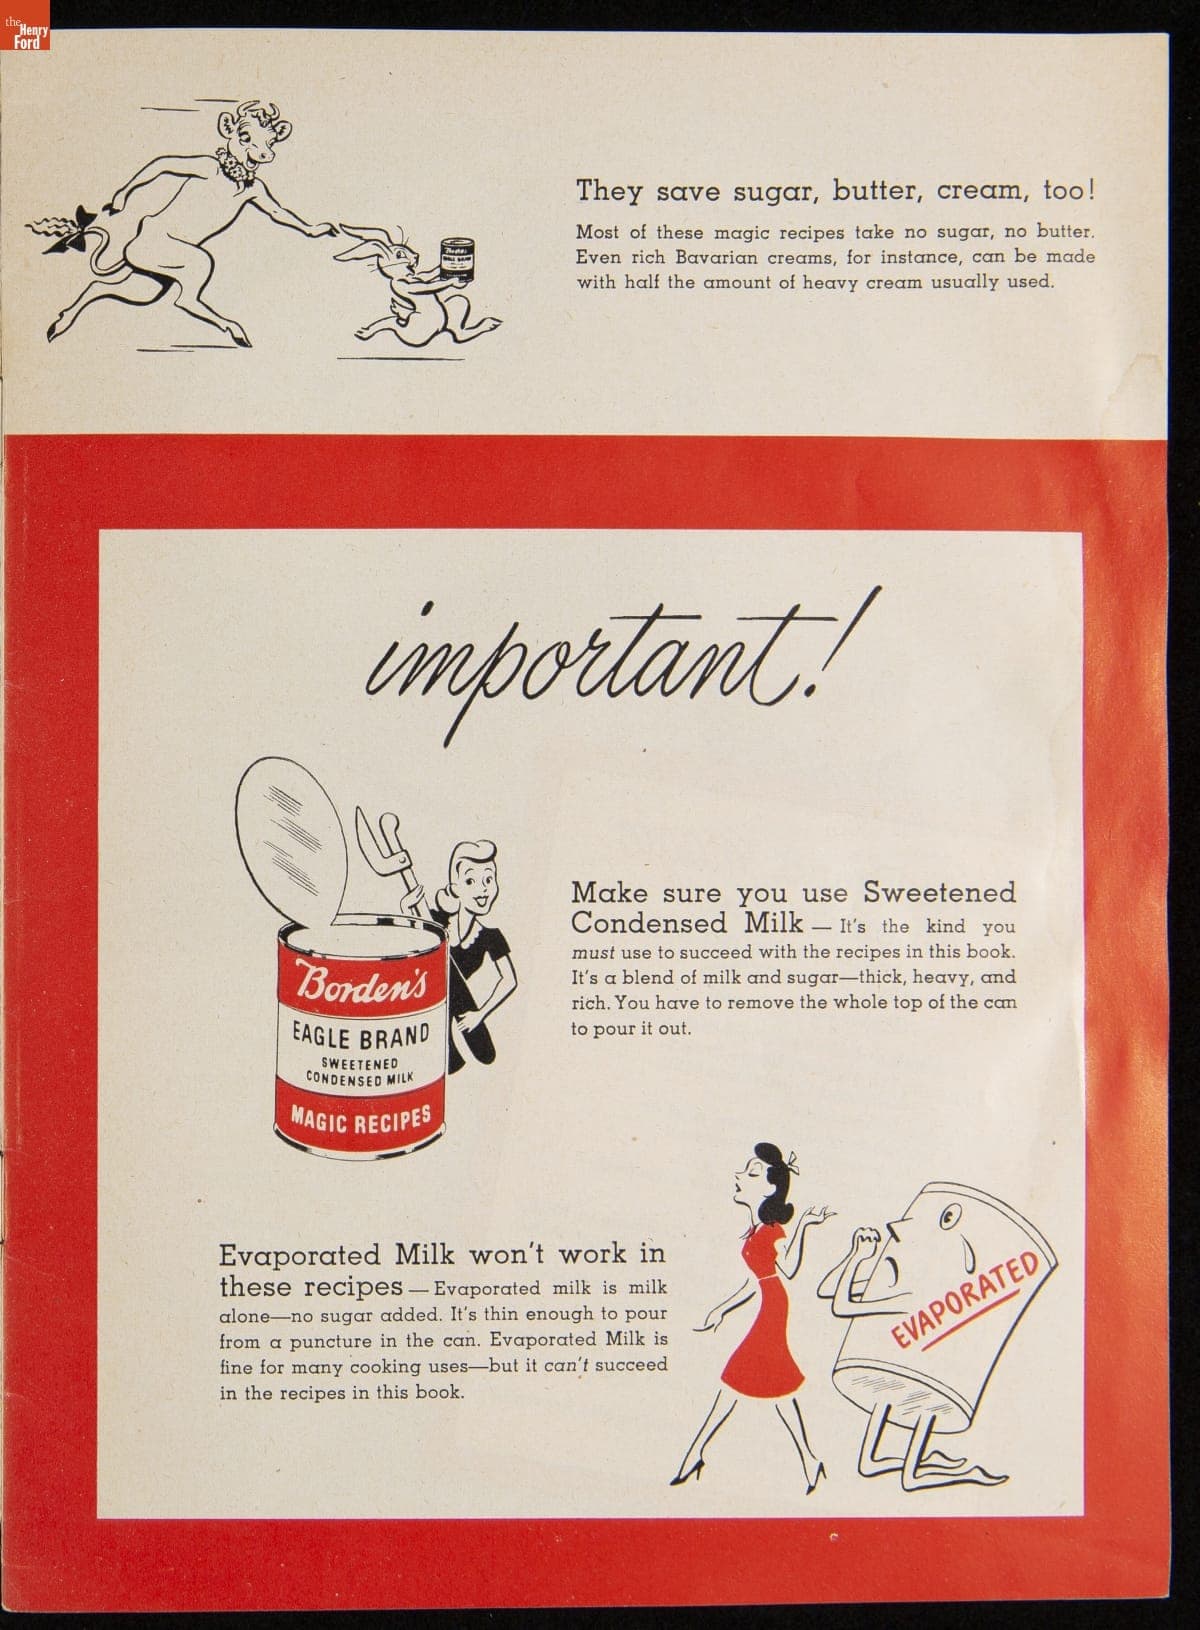 the
Henry
Ford
They save sugar, butter, cream, too!
Most of these magic recipes take no sugar, no butter.
Even rich Bavarian creams, for instance, can be made
with half the amount of heavy cream usually used.
important!
Make sure you use Sweetened
Condensed Milk — It's the kind you
must use to succeed with the recipes in this book.
It's a blend of milk and sugar—thick, heavy, and
rich. You have to remove the whole top of the can
to pour it out.
Borden's
EAGLE BRAND
SWEETENED
CONDENSED MILK
MAGIC RECIPES
Evaporated Milk won't work in
these recipes — Evaporated milk is milk
alone—no sugar added. It's thin enough to pour
from a puncture in the can. Evaporated Milk is
fine for many cooking uses—but it can't succeed
in the recipes in this book.
EVAPORATED